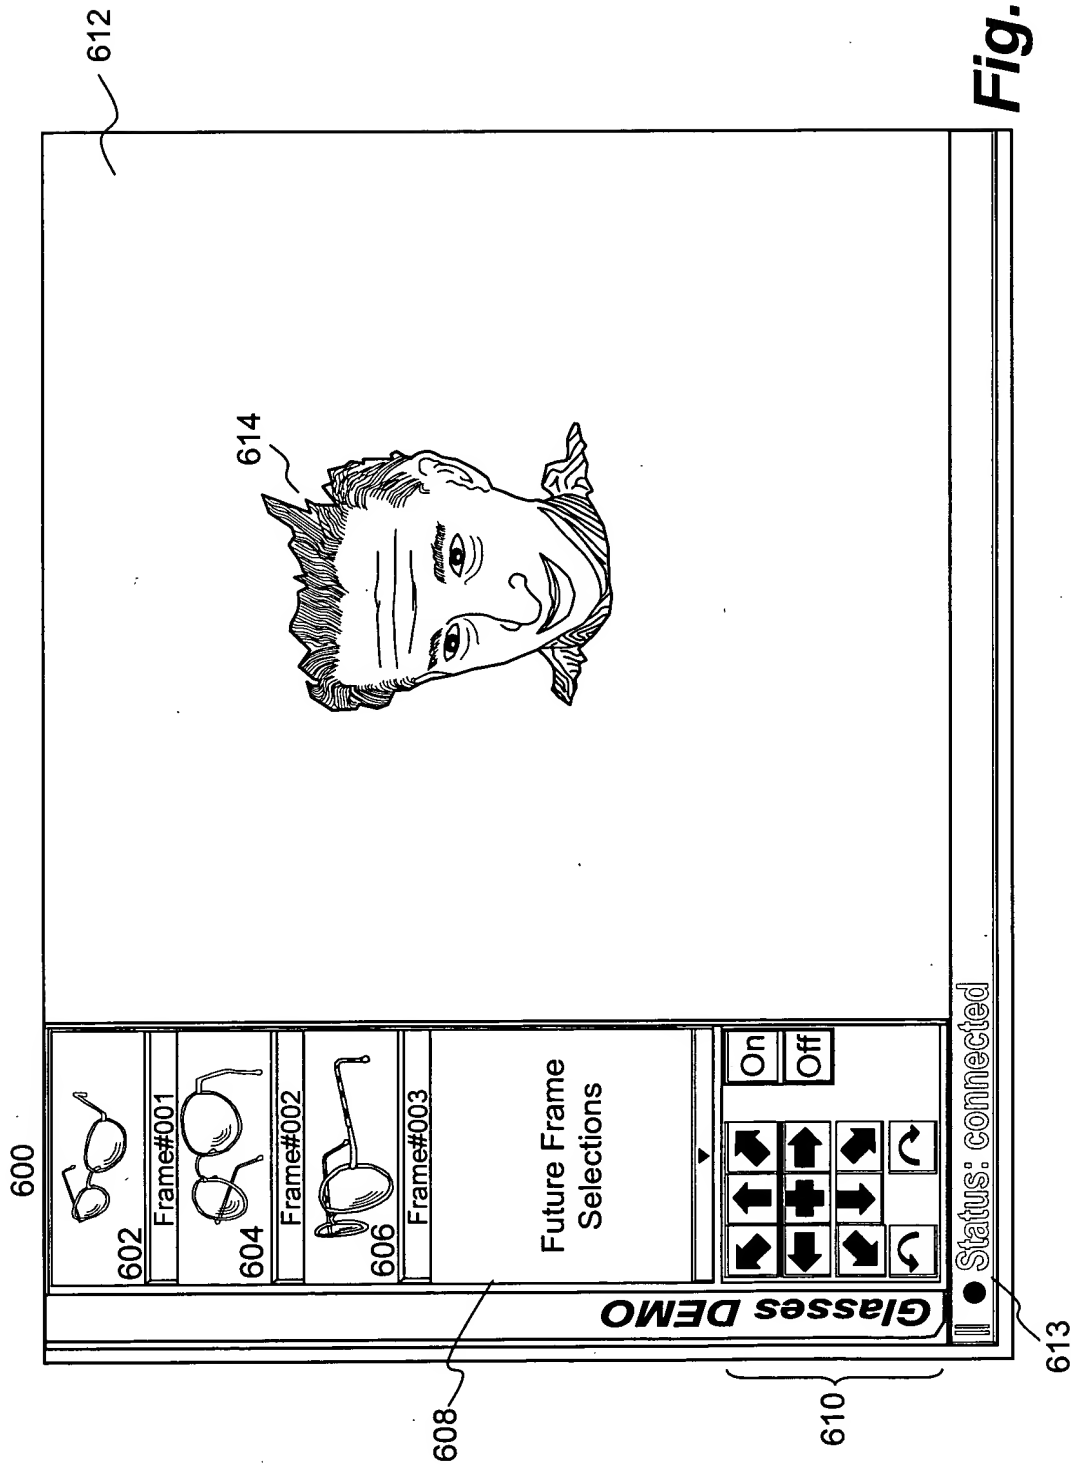 600
602
Frame#001
604
Frame#002
606
Frame#003
Future Frame
Selections
608
On
Off
610
Glasses DEMO
Status: connected
613
614
612
Fig.